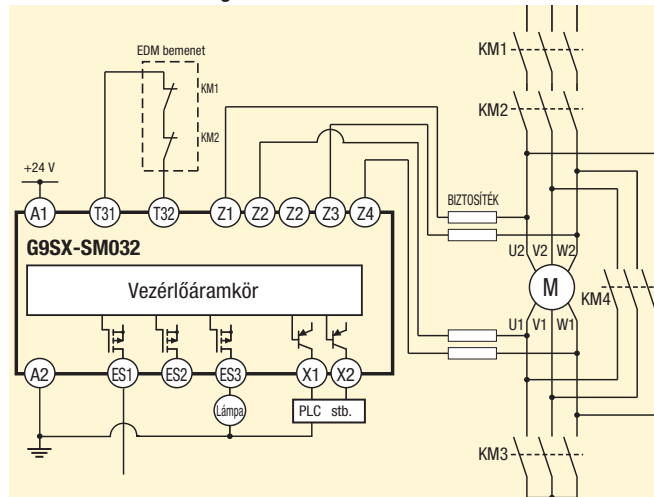 EDM bemenet
KM1
KM2
KM1
KM2
+24 V
A1
T31
T32
Z1
Z2
Z2
Z3
Z4
BIZTOSÍTÉK
G9SX-SM032
Vezérlőáramkör
U2 V2 W2
M
KM4
U1 V1 W1
A2
ES1
ES2
ES3
X1
X2
Lámpa
PLC stb.
KM3